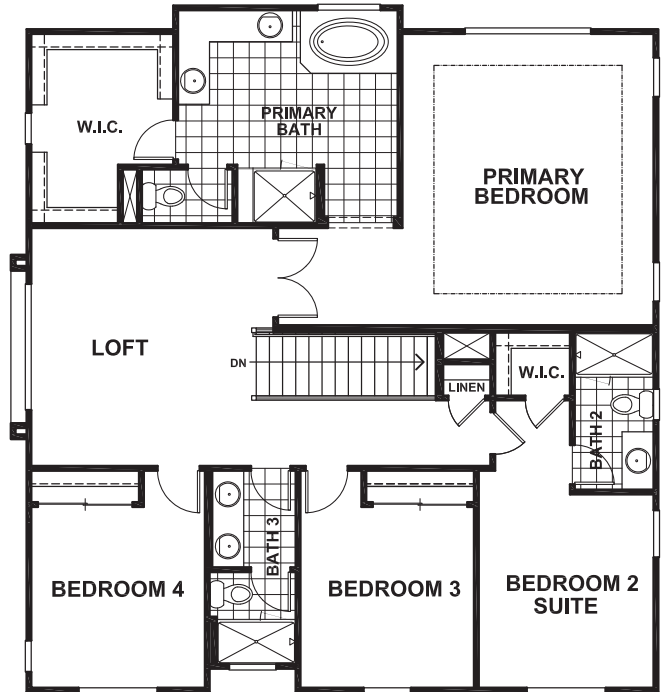 W.I.C.
PRIMARY
BATH
PRIMARY
BEDROOM
LOFT
DN
LINEN
W.I.C.
BATH 2
BATH 3
BEDROOM 4
BEDROOM 3
BEDROOM 2
SUITE